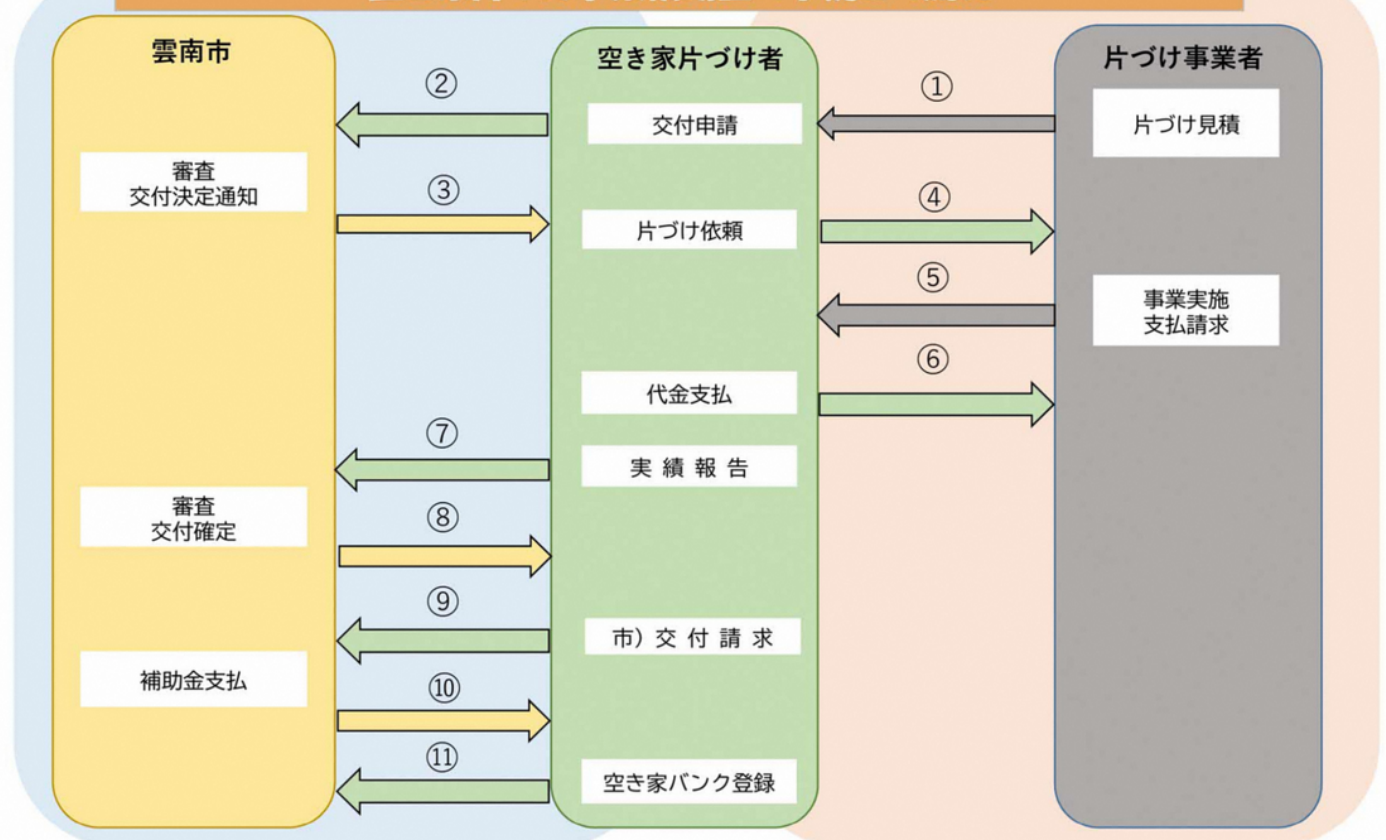 雲南市
空き家片づけ者
片づけ事業者
②
①
交付申請
片づけ見積
審査
交付決定通知
③
④
片づけ依頼
⑤
事業実施
支払請求
⑥
代金支払
⑦
実績報告
審査
交付確定
⑧
⑨
市）交付請求
補助金支払
⑩
⑪
空き家バンク登録